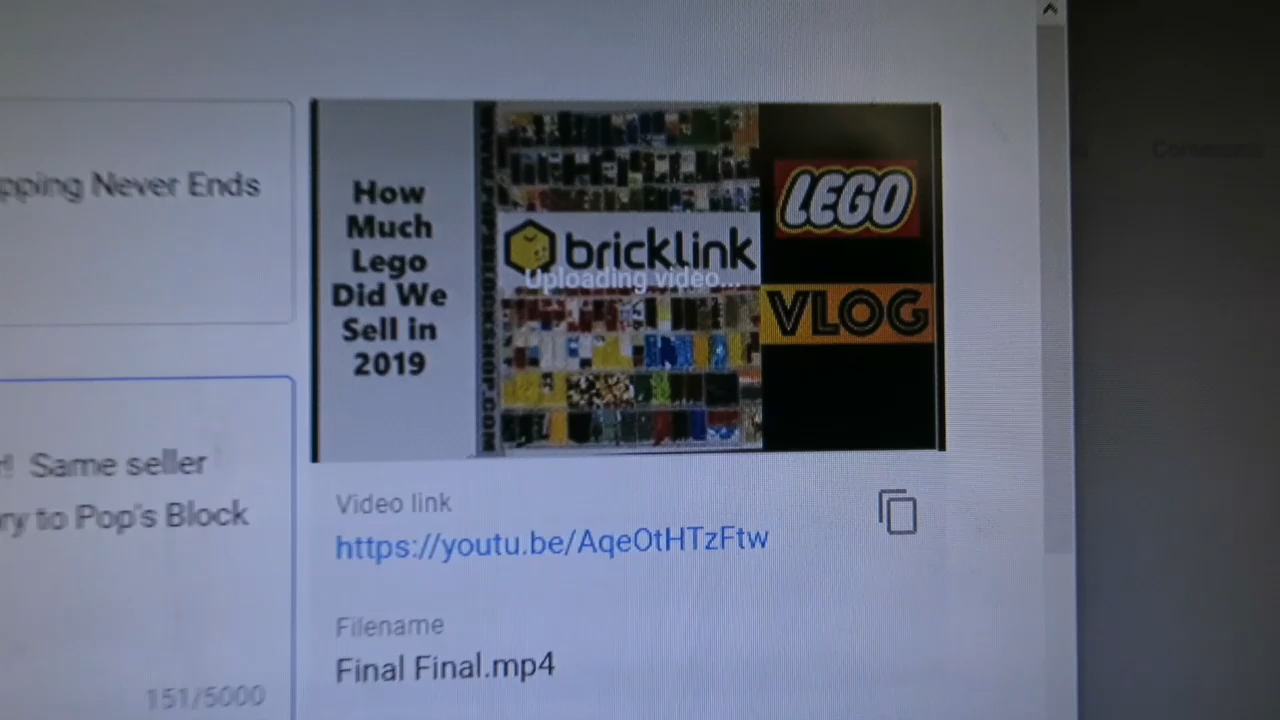 pping Never Ends
How
Much
Lego
Did We
Sell in
2019
bricklink
Uploading video...
LEGO
VLOG
! Same seller
ry to Pop's Block
151/5000
Video link
https://youtu.be/AqeOtHTzFtw
Filename
Final Final.mp4